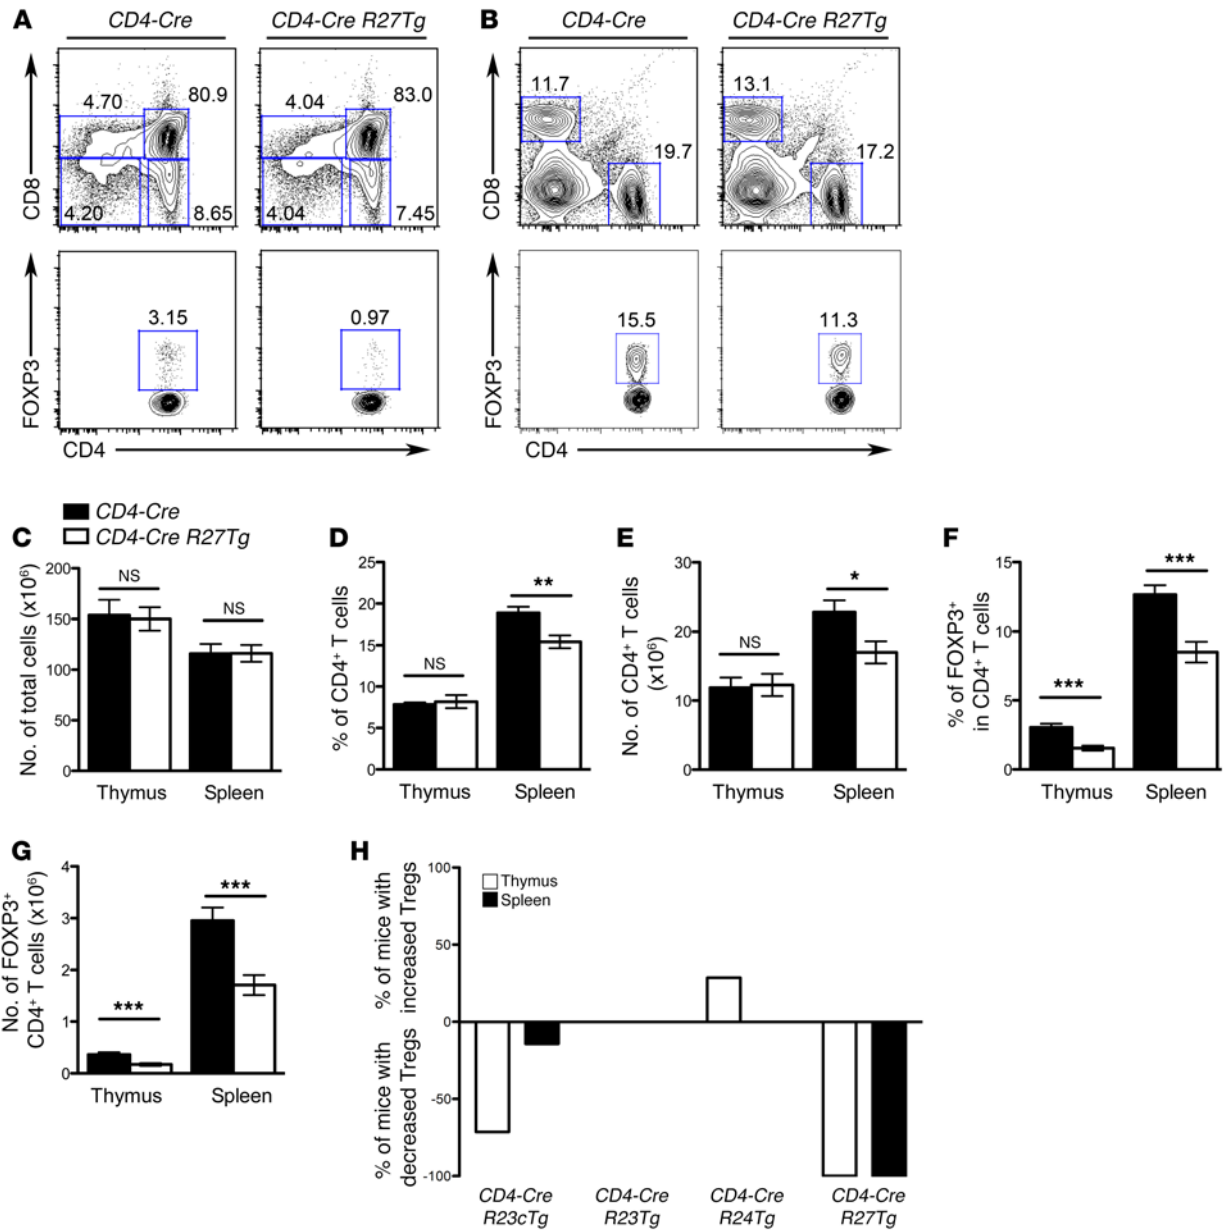 A
CD4-Cre
CD4-Cre R27Tg
B
CD4-Cre
CD4-Cre R27Tg
CD8
4.70
80.9
4.20
8.65
4.04
83.0
4.04
7.45
CD8
11.7
19.7
13.1
17.2
FOXP3
3.15
0.97
FOXP3
15.5
11.3
CD4
CD4
CD4-Cre
CD4-Cre R27Tg
C
No. of total cells (x10⁶)
200
150
100
50
0
NS
NS
Thymus
Spleen
D
% of CD4⁺ T cells
25
20
15
10
5
0
NS
**
Thymus
Spleen
E
No. of CD4⁺ T cells
(x10⁶)
30
20
10
0
NS
*
Thymus
Spleen
F
% of FOXP3⁺
in CD4⁺ T cells
15
10
5
0
***
***
Thymus
Spleen
G
No. of FOXP3⁺
CD4⁺ T cells (x10⁶)
4
3
2
1
0
***
***
Thymus
Spleen
H
% of mice with
increased Tregs
% of mice with
decreased Tregs
100
50
0
-50
-100
Thymus
Spleen
CD4-Cre
R23cTg
CD4-Cre
R23Tg
CD4-Cre
R24Tg
CD4-Cre
R27Tg